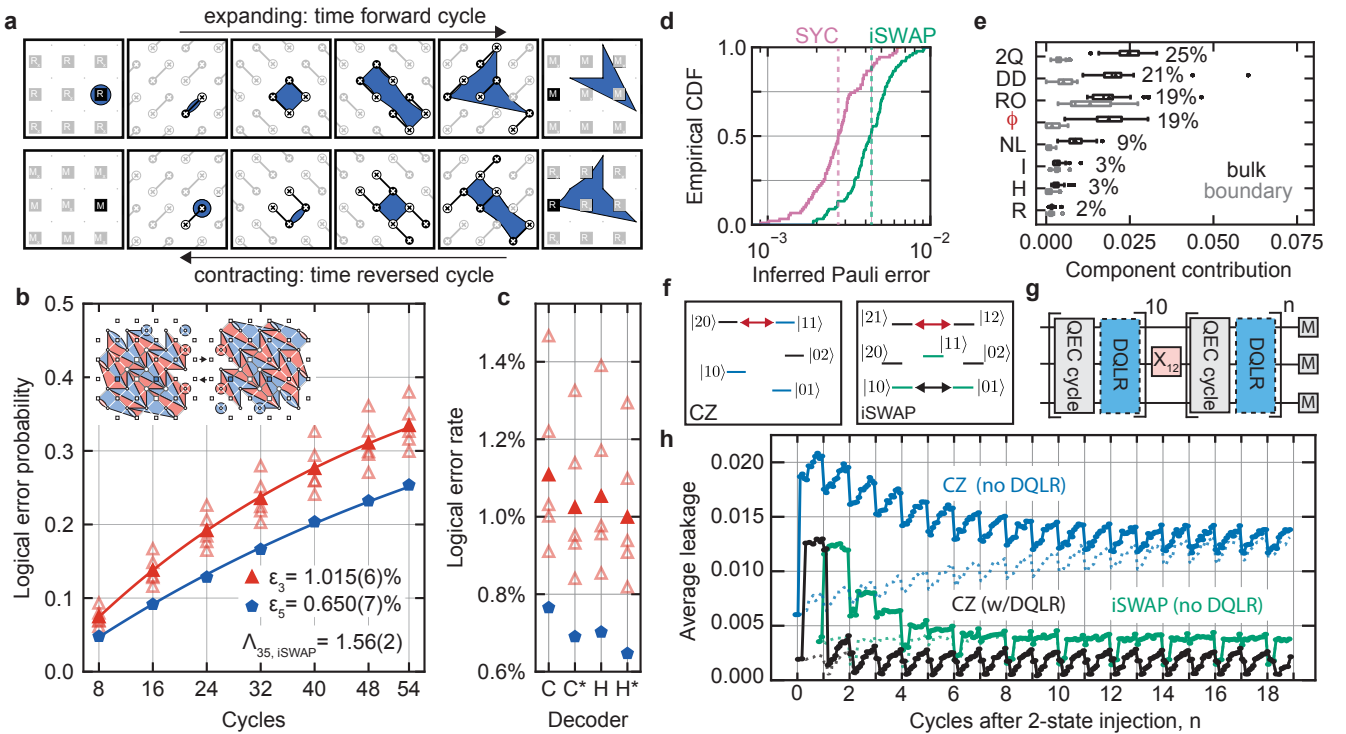 a
expanding: time forward cycle
R R R
R R R
R R R
M M M
M M M
M M M
M M M
M M M
M M M
R R R
R R R
R R R
contracting: time reversed cycle
b
Logical error probability
0.5
0.4
0.3
0.2
0.1
0.0
ε3= 1.015(6)%
ε5= 0.650(7)%
Λ35, iSWAP= 1.56(2)
8 16 24 32 40 48 54
Cycles
c
Logical error rate
1.4%
1.2%
1.0%
0.8%
0.6%
C C* H H*
Decoder
d
SYC iSWAP
Empirical CDF
1.0
0.5
0.0
10−3 10−2
Inferred Pauli error
e
2Q 25%
DD 21%
RO 19%
ϕ 19%
NL 9%
I 3%
H 3%
R 2%
bulk
boundary
0.000 0.025 0.050 0.075
Component contribution
f
|20⟩ |11⟩
|02⟩
|10⟩
|01⟩
CZ
|21⟩ |12⟩
|11⟩
|20⟩ |02⟩
|10⟩ |01⟩
iSWAP
g
10 n
QEC cycle
DQLR
X12
QEC cycle
DQLR
M
M
M
h
Average leakage
0.020
0.015
0.010
0.005
0.000
CZ (no DQLR)
CZ (w/DQLR)
iSWAP (no DQLR)
0 2 4 6 8 10 12 14 16 18
Cycles after 2-state injection, n